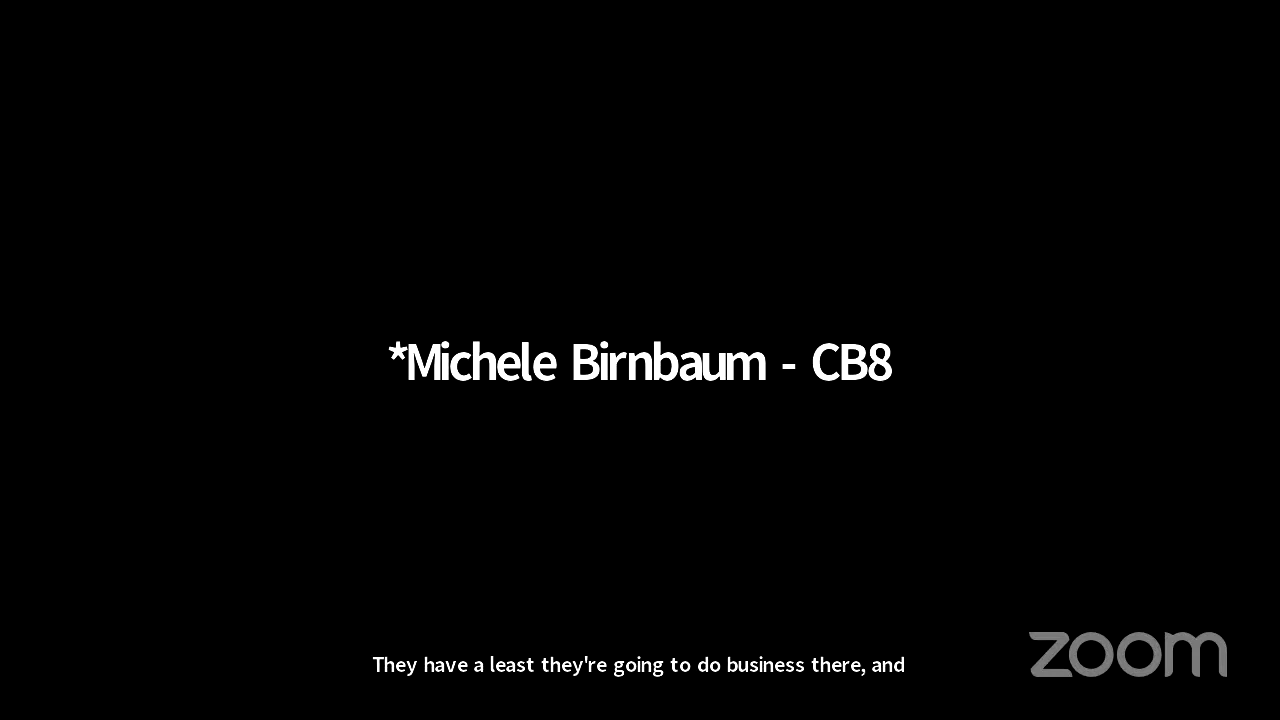 *Michele Birnbaum - CB8
They have a least they're going to do business there, and
zoom